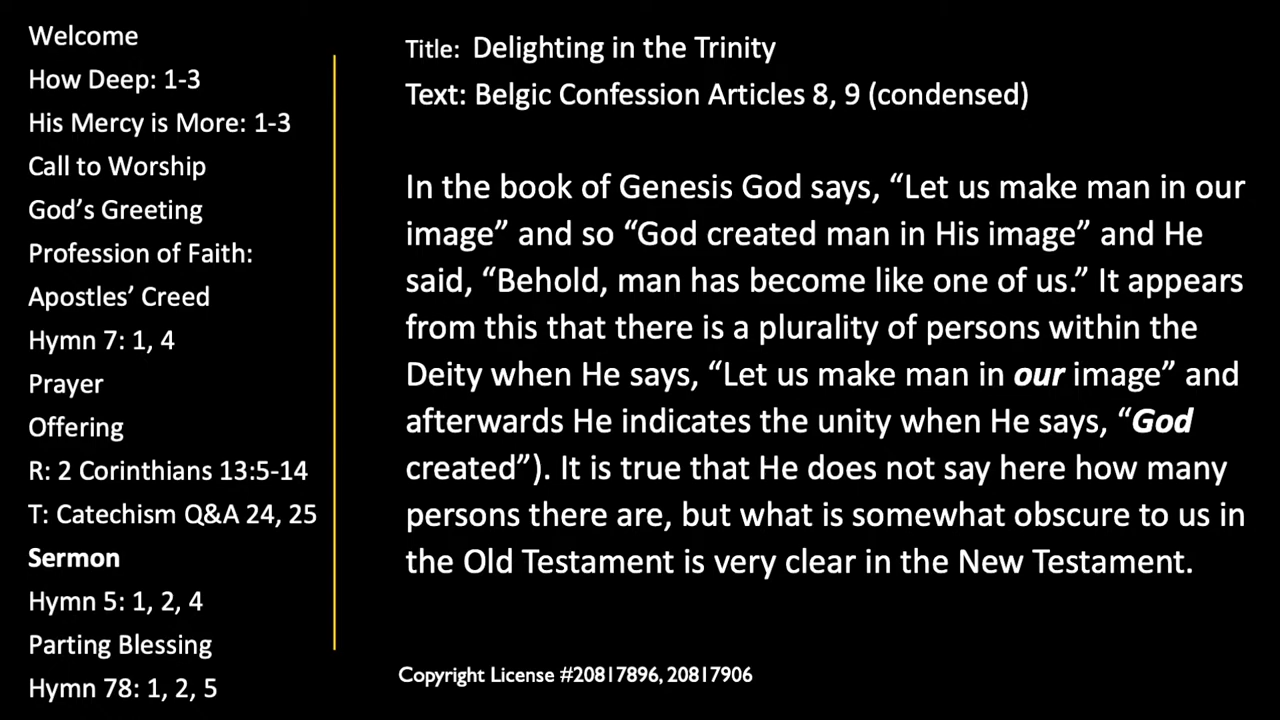 Welcome
How Deep: 1-3
His Mercy is More: 1-3
Call to Worship
God’s Greeting
Profession of Faith:
Apostles’ Creed
Hymn 7: 1, 4
Prayer
Offering
R: 2 Corinthians 13:5-14
T: Catechism Q&A 24, 25
Sermon
Hymn 5: 1, 2, 4
Parting Blessing
Hymn 78: 1, 2, 5
Title: Delighting in the Trinity
Text: Belgic Confession Articles 8, 9 (condensed)
In the book of Genesis God says, “Let us make man in our
image” and so “God created man in His image” and He
said, “Behold, man has become like one of us.” It appears
from this that there is a plurality of persons within the
Deity when He says, “Let us make man in our image” and
afterwards He indicates the unity when He says, “God
created”). It is true that He does not say here how many
persons there are, but what is somewhat obscure to us in
the Old Testament is very clear in the New Testament.
Copyright License #20817896, 20817906